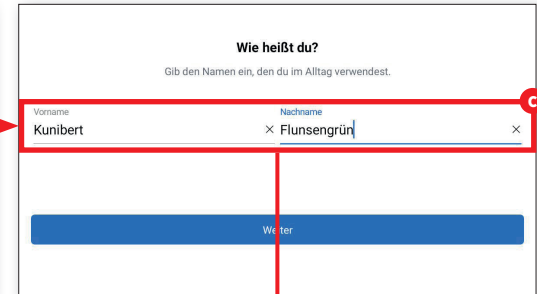 Wie heißt du?
Gib den Namen ein, den du im Alltag verwendest.
Vorname Nachname
Kunibert × Flunsengrün ×
Weiter